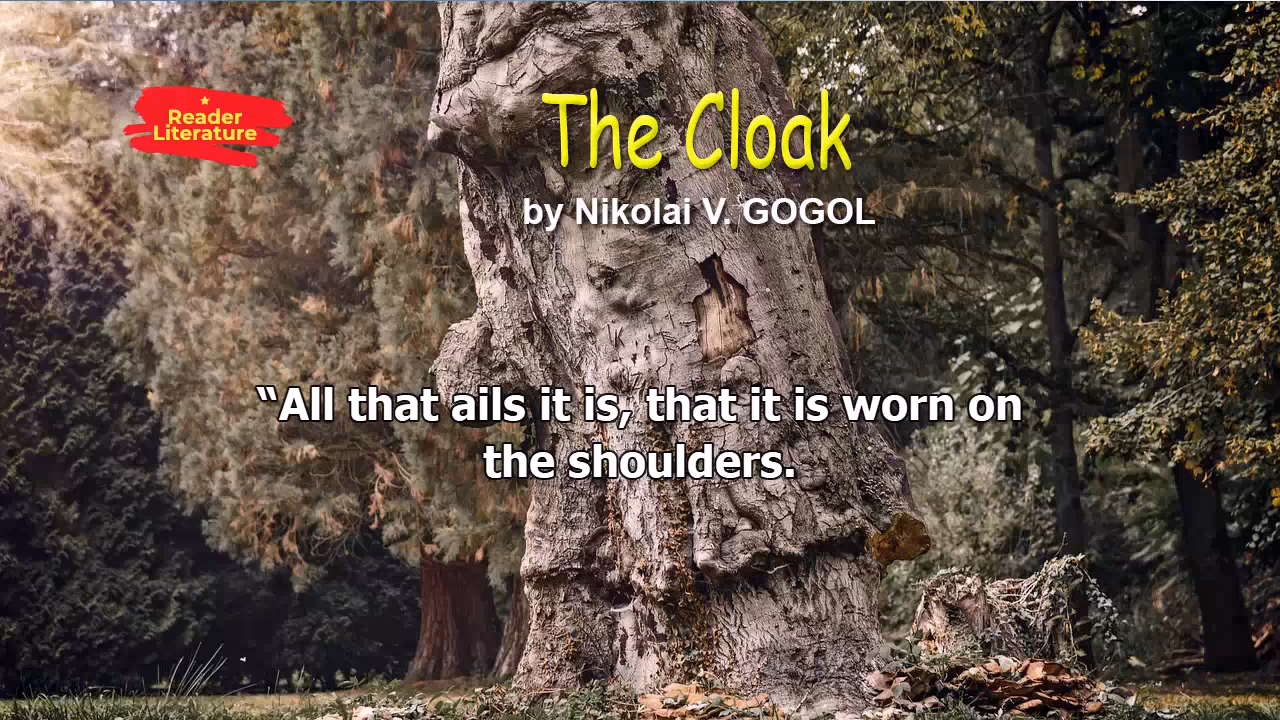 Reader
Literature
The Cloak
by Nikolai V. GOGOL
“All that ails it is, that it is worn on
the shoulders.